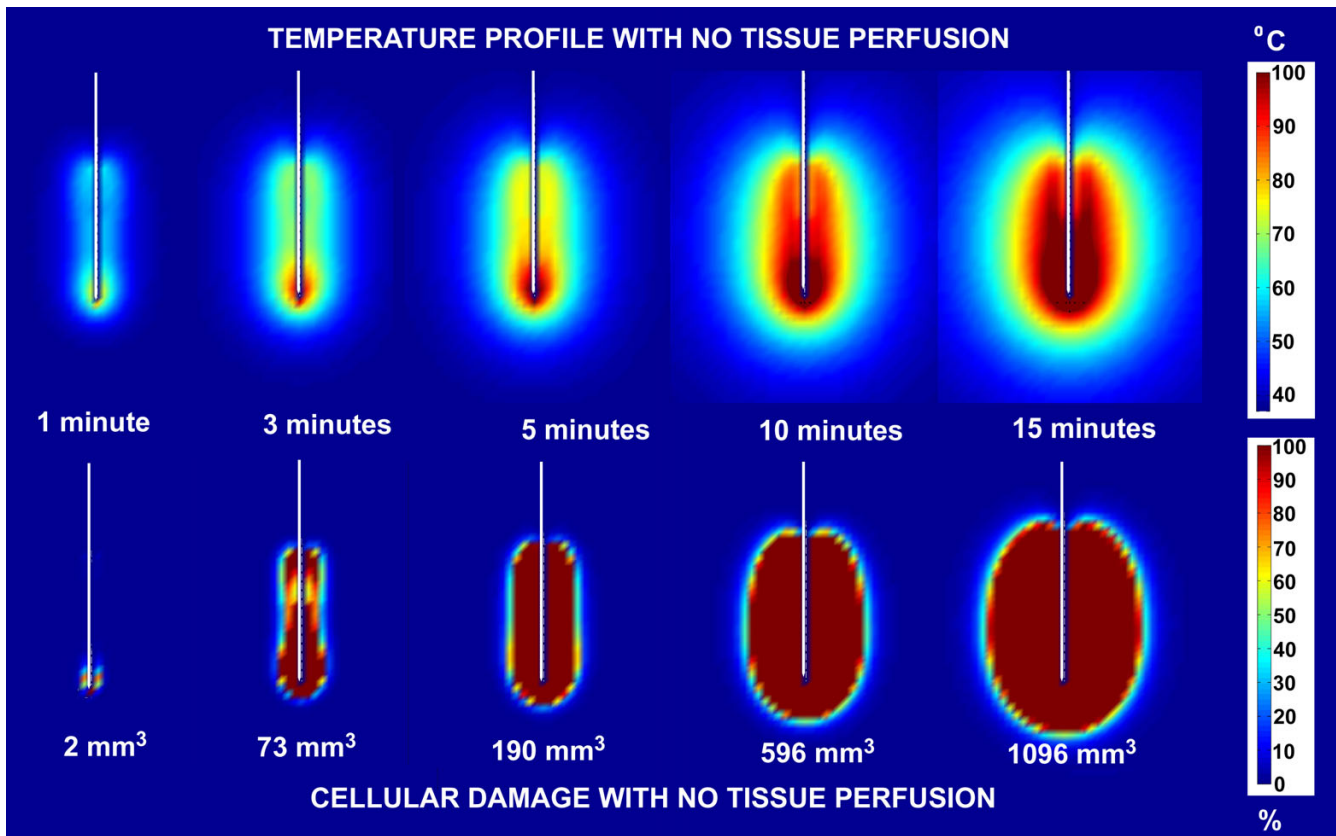 TEMPERATURE PROFILE WITH NO TISSUE PERFUSION
°C
100
90
80
70
60
50
40
1 minute
3 minutes
5 minutes
10 minutes
15 minutes
100
90
80
70
60
50
40
30
20
10
0
%
2 mm³
73 mm³
190 mm³
596 mm³
1096 mm³
CELLULAR DAMAGE WITH NO TISSUE PERFUSION